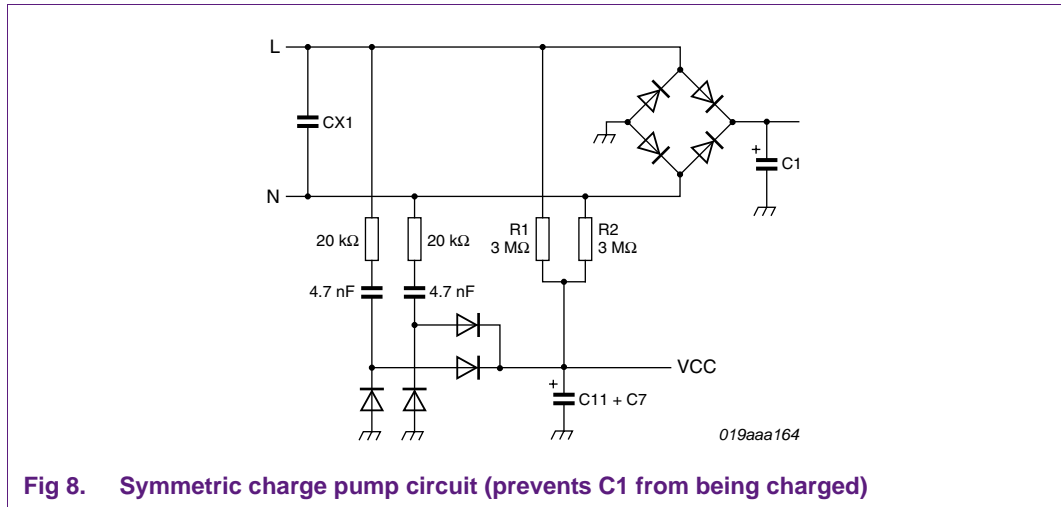 L
CX1
N
C1
20 kΩ
20 kΩ
R1
3 MΩ
R2
3 MΩ
4.7 nF
4.7 nF
VCC
+
C11 + C7
+
019aaa164
Fig 8. Symmetric charge pump circuit (prevents C1 from being charged)